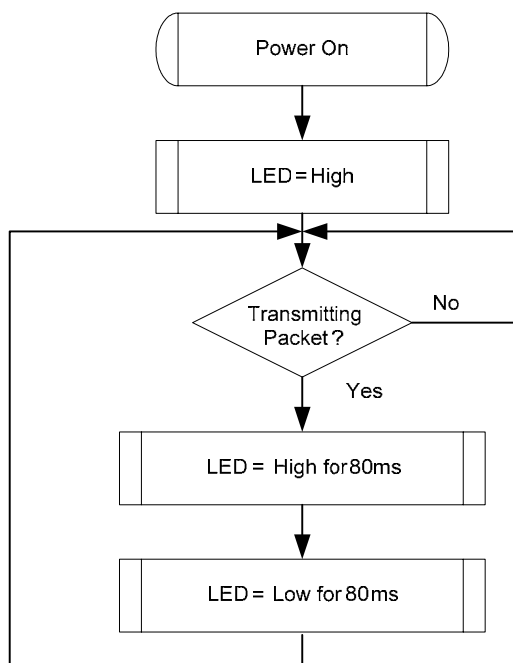 Power On
LED = High
Transmitting
Packet ?
No
Yes
LED = High for 80ms
LED = Low for 80ms